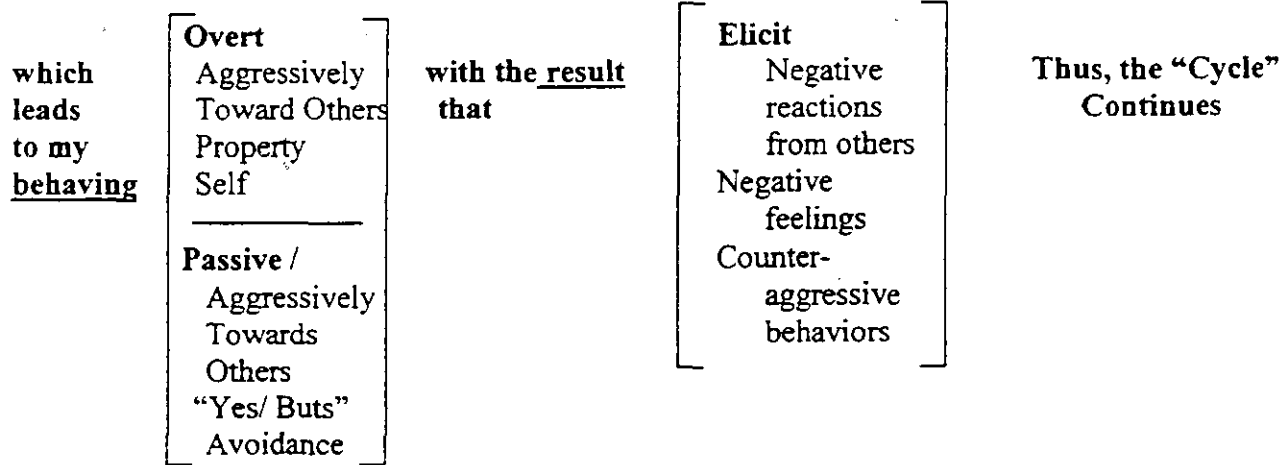 which
leads
to my
behaving
Overt
Aggressively
Toward Others
Property
Self
Passive /
Aggressively
Towards
Others
“Yes/ Buts”
Avoidance
with the result
that
Elicit
Negative
reactions
from others
Negative
feelings
Counter-
aggressive
behaviors
Thus, the “Cycle”
Continues